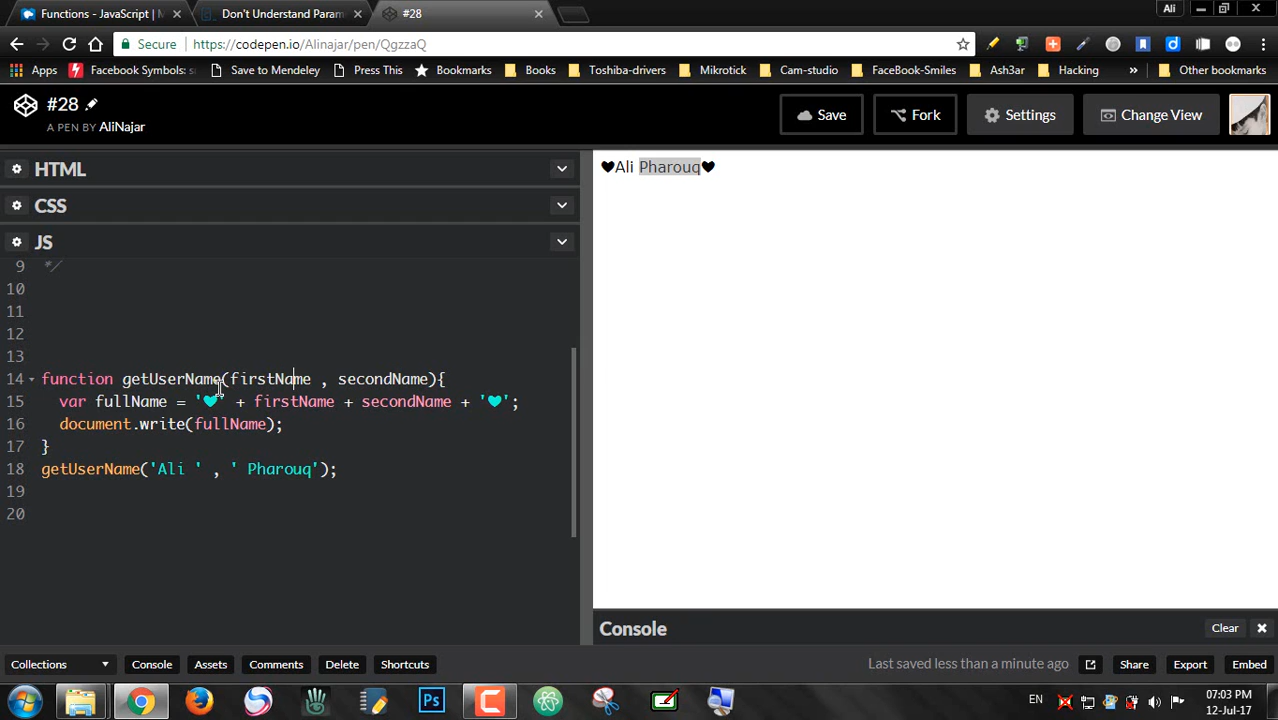 Functions - JavaScript | M
Don't Understand Param
#28
Ali
Secure
https://codepen.io/Alinajar/pen/QgzzaQ
Apps
Facebook Symbols: s
Save to Mendeley
Press This
Bookmarks
Books
Toshiba-drivers
Mikrotick
Cam-studio
FaceBook-Smiles
Ash3ar
Hacking
»
Other bookmarks
#28
A PEN BY AliNajar
Save
Fork
Settings
Change View
HTML
CSS
JS
9 */
10
11
12
13
14 function getUserName(firstName , secondName){
15 var fullName = '♥' + firstName + secondName + '♥';
16 document.write(fullName);
17 }
18 getUserName('Ali ' , ' Pharouq');
19
20
♥Ali Pharouq♥
Console
Clear
Collections
Console
Assets
Comments
Delete
Shortcuts
Last saved less than a minute ago
Share
Export
Embed
Ps
EN
07:03 PM
12-Jul-17